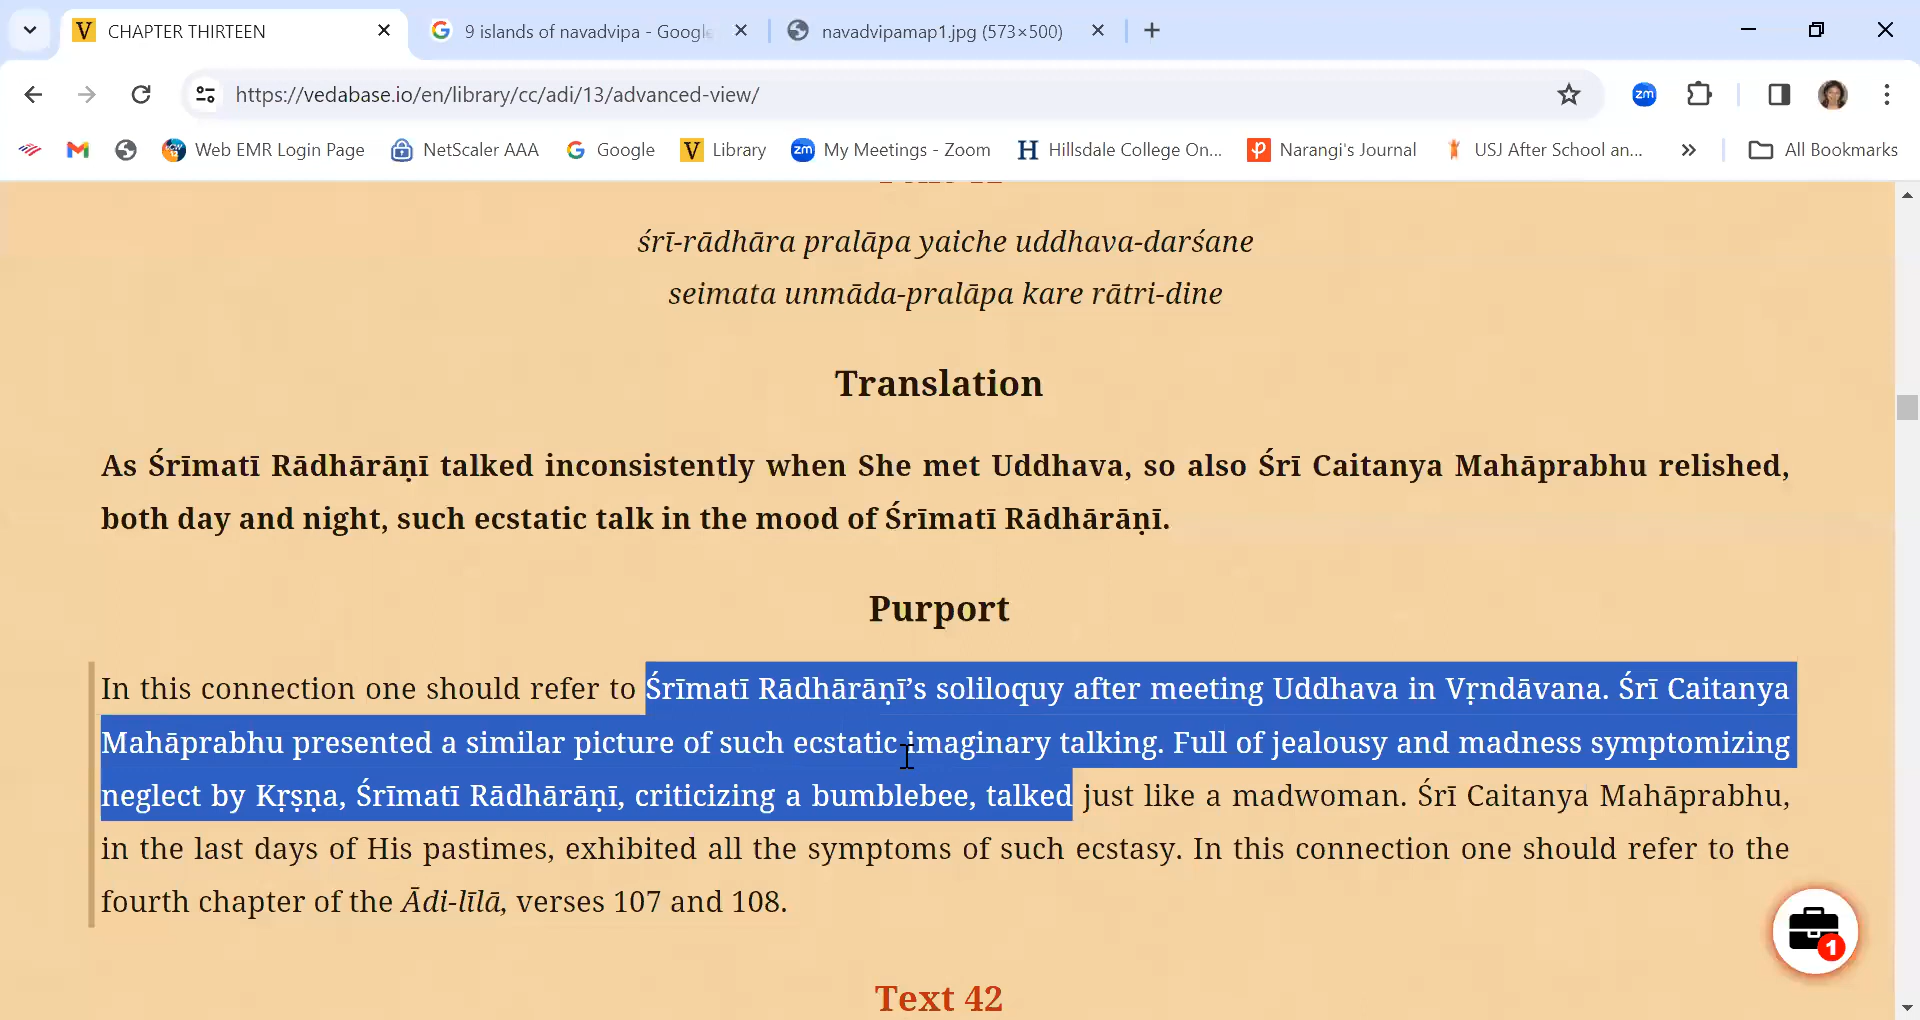 CHAPTER THIRTEEN
9 islands of navadvipa - Google
navadvipamap1.jpg (573×500)
https://vedabase.io/en/library/cc/adi/13/advanced-view/
zm
Web EMR Login Page
NetScaler AAA
Google
Library
zm
My Meetings - Zoom
Hillsdale College On...
Narangi's Journal
USJ After School an...
All Bookmarks
śrī-rādhāra pralāpa yaiche uddhava-darśane
seimata unmāda-pralāpa kare rātri-dine
Translation
As Śrīmatī Rādhārāṇī talked inconsistently when She met Uddhava, so also Śrī Caitanya Mahāprabhu relished,
both day and night, such ecstatic talk in the mood of Śrīmatī Rādhārāṇī.
Purport
In this connection one should refer to Śrīmatī Rādhārāṇī’s soliloquy after meeting Uddhava in Vṛndāvana. Śrī Caitanya
Mahāprabhu presented a similar picture of such ecstatic imaginary talking. Full of jealousy and madness symptomizing
neglect by Kṛṣṇa, Śrīmatī Rādhārāṇī, criticizing a bumblebee, talked just like a madwoman. Śrī Caitanya Mahāprabhu,
in the last days of His pastimes, exhibited all the symptoms of such ecstasy. In this connection one should refer to the
fourth chapter of the Ādi-līlā, verses 107 and 108.
1
Text 42